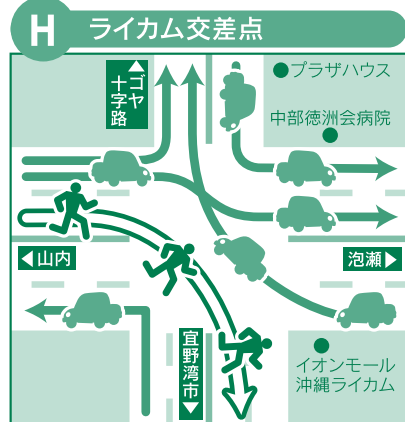 H ライカム交差点
▲ゴヤ
十字路
●プラザハウス
中部徳洲会病院
●
◀山内
泡瀬▶
宜野湾市▼
●
イオンモール
沖縄ライカム